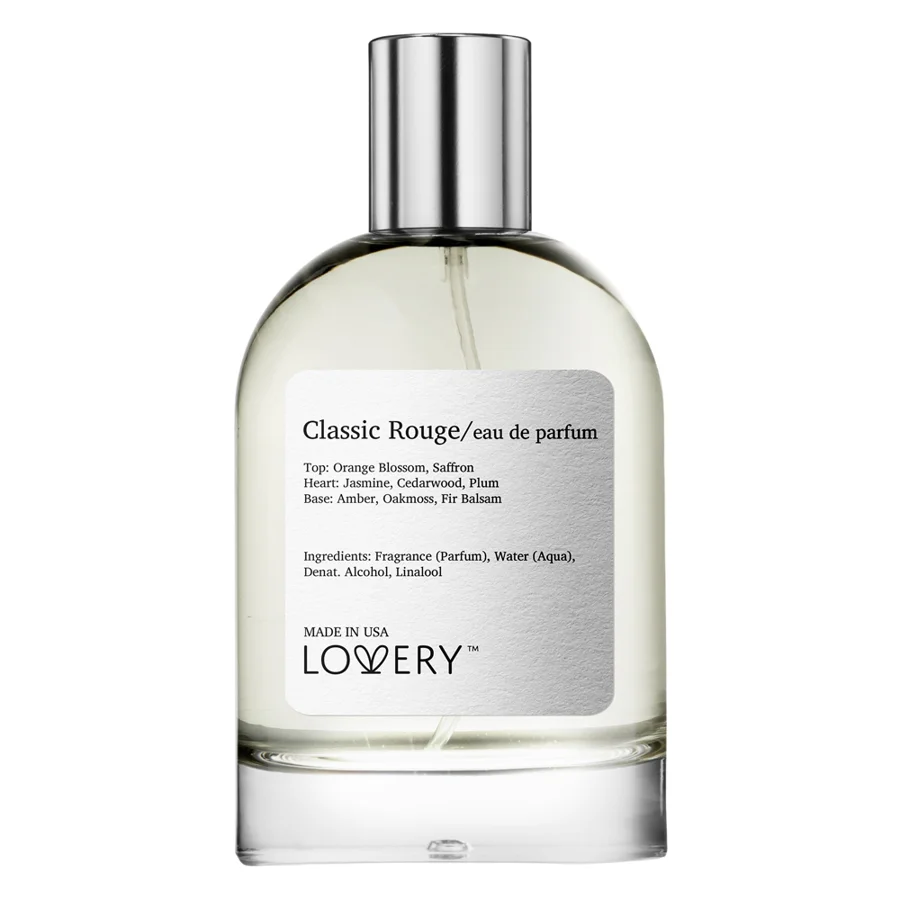 Classic Rouge/eau de parfum
Top: Orange Blossom, Saffron
Heart: Jasmine, Cedarwood, Plum
Base: Amber, Oakmoss, Fir Balsam
Ingredients: Fragrance (Parfum), Water (Aqua),
Denat. Alcohol, Linalool
MADE IN USA
LOVERY™